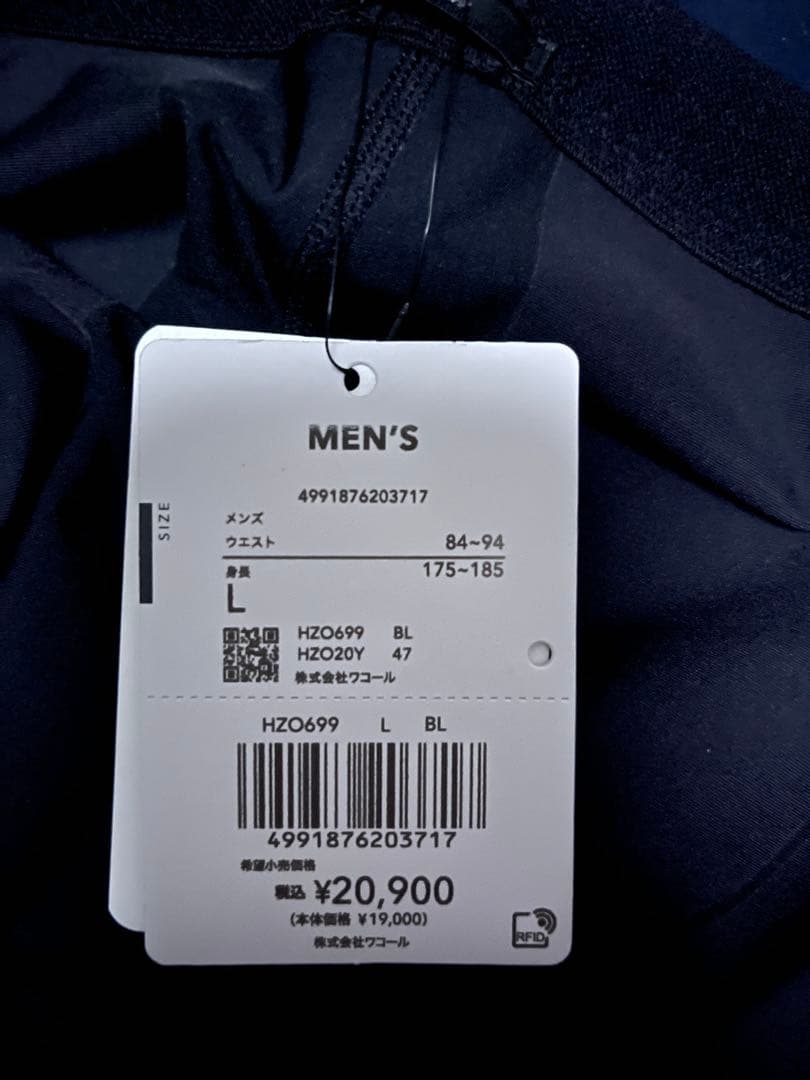 MEN'S
4991876203717
SIZE
メンズ
ウエスト 84~94
身長 175~185
L
HZO699 BL
HZO20Y 47
株式会社ワコール
HZO699 L BL
4991876203717
希望小売価格
税込 ¥20,900
(本体価格 ¥19,000)
株式会社ワコール
RFID